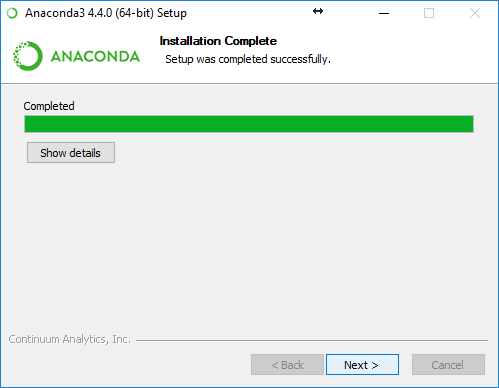 Anaconda3 4.4.0 (64-bit) Setup
ANACONDA
Installation Complete
Setup was completed successfully.
Completed
Show details
Continuum Analytics, Inc.
< Back
Next >
Cancel